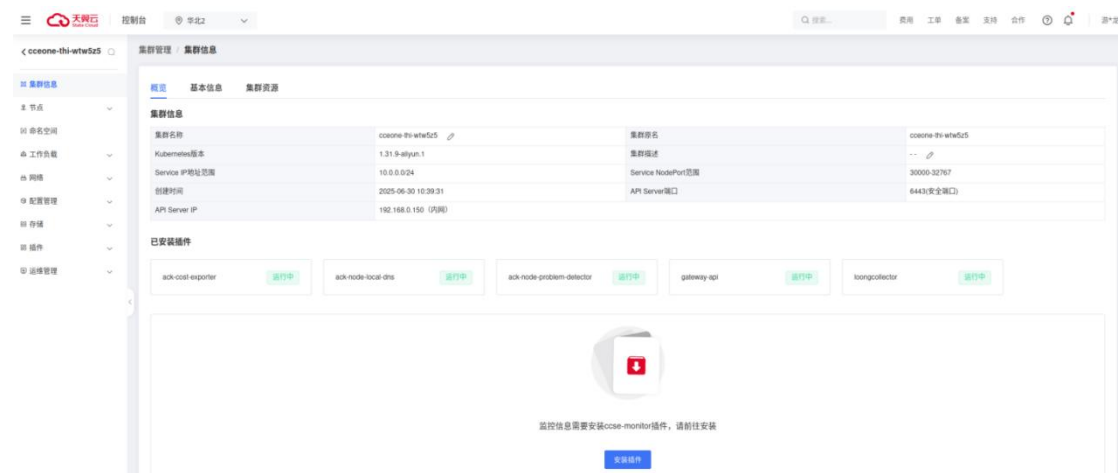 天翼云 State Cloud 控制台 华北2 搜索... 费用 工单 备案 支持 合作
cceone-thi-wtw5z5 集群管理 / 集群信息
集群信息
节点
命名空间
工作负载
网络
配置管理
存储
插件
运维管理
概览 基本信息 集群资源
集群信息
集群名称 cceone-thi-wtw5z5 集群原名 cceone-thi-wtw5z5
Kubernetes版本 1.31.9-aliyun.1 集群描述 --
Service IP地址范围 10.0.0.0/24 Service NodePort范围 30000-32767
创建时间 2025-06-30 10:39:31 API Server端口 6443(安全端口)
API Server IP 192.168.0.150（内网）
已安装插件
ack-cost-exporter 运行中 ack-node-local-dns 运行中 ack-node-problem-detector 运行中 gateway-api 运行中 loongcollector 运行中
监控信息需要安装ccse-monitor插件，请前往安装
安装插件